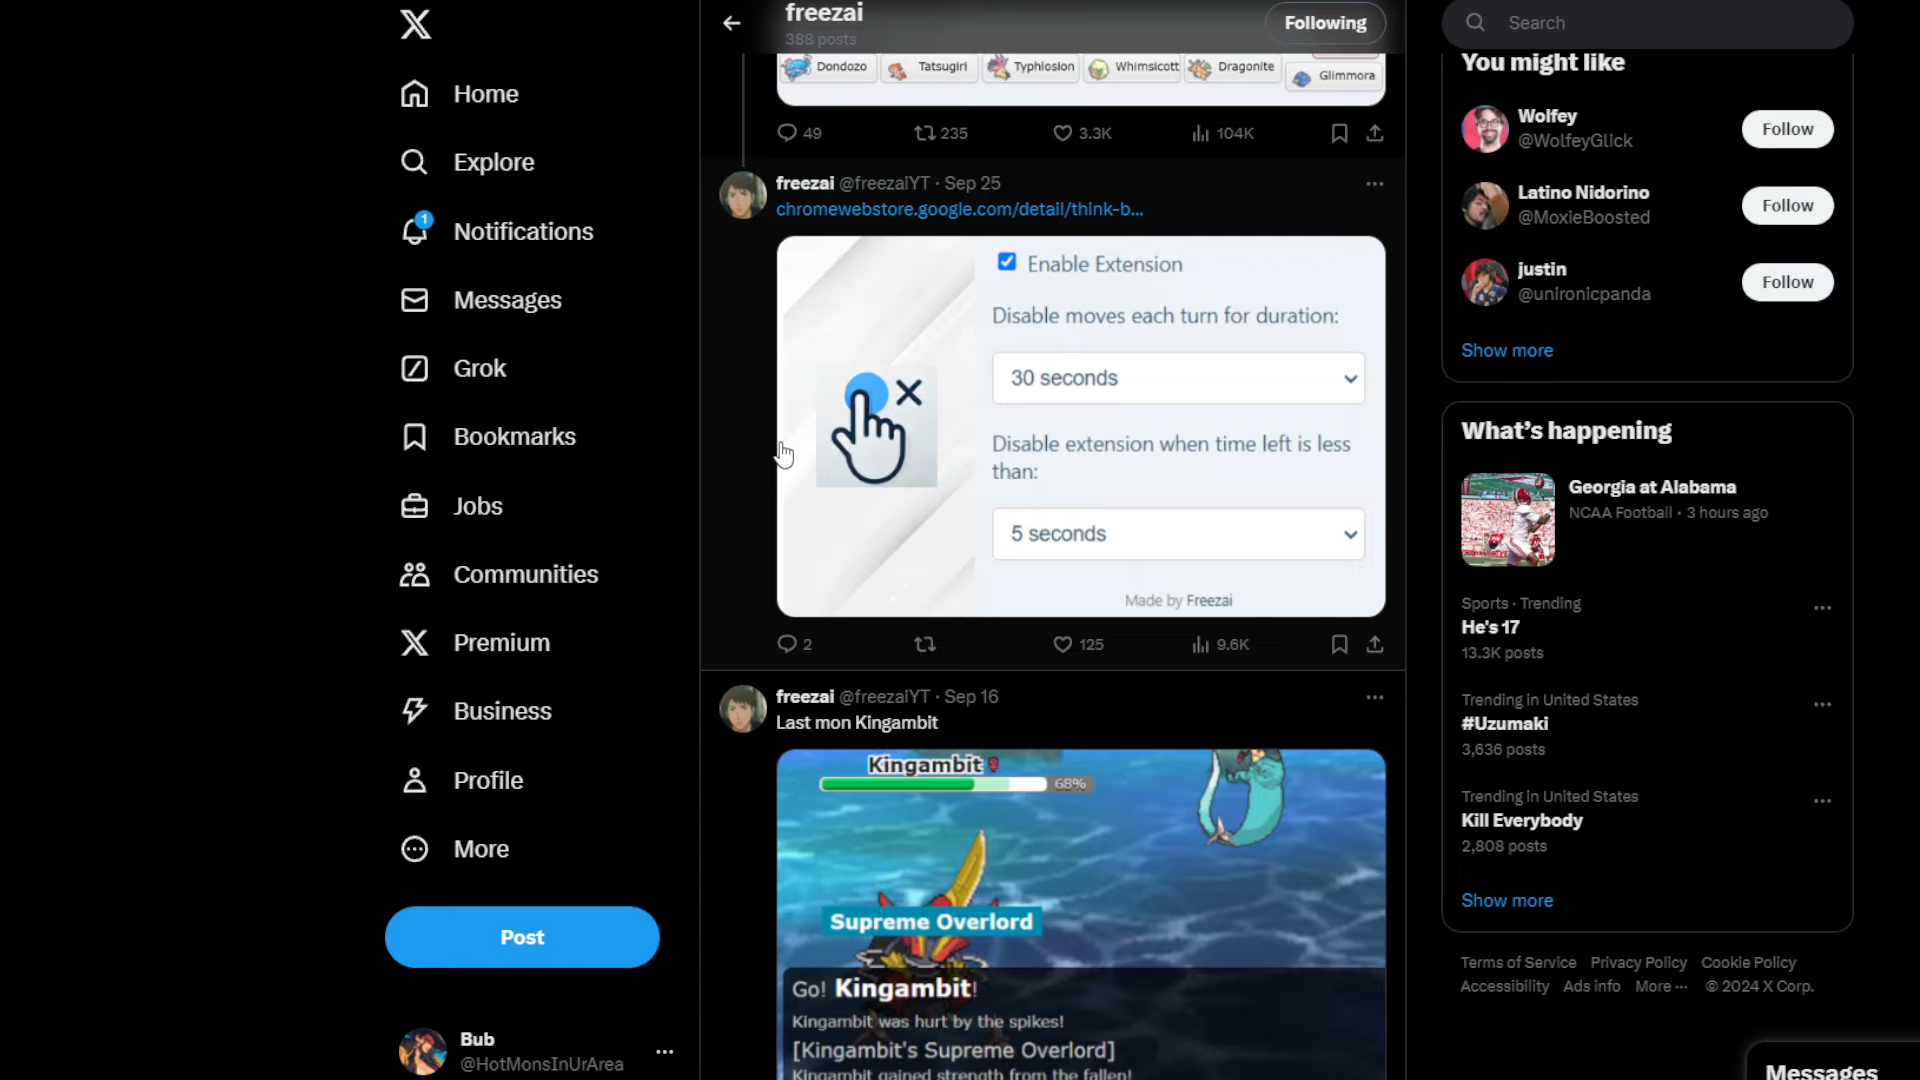 Home
Explore
1
Notifications
Messages
Grok
Bookmarks
Jobs
Communities
Premium
Business
Profile
More
Post
Bub
@HotMonsInUrArea
freezai
388 posts
Following
Dondozo
Tatsugiri
Typhlosion
Whimsicott
Dragonite
Glimmora
49
235
3.3K
104K
freezai @freezaiYT · Sep 25
chromewebstore.google.com/detail/think-b...
Enable Extension
Disable moves each turn for duration:
30 seconds
Disable extension when time left is less
than:
5 seconds
Made by Freezai
2
125
9.6K
freezai @freezaiYT · Sep 16
Last mon Kingambit
Kingambit
68%
Supreme Overlord
Go! Kingambit!
Kingambit was hurt by the spikes!
[Kingambit's Supreme Overlord]
Kingambit gained strength from the fallen!
Search
You might like
Wolfey
@WolfeyGlick
Follow
Latino Nidorino
@MoxieBoosted
Follow
justin
@unironicpanda
Follow
Show more
What's happening
Georgia at Alabama
NCAA Football · 3 hours ago
Sports · Trending
He's 17
13.3K posts
Trending in United States
#Uzumaki
3,636 posts
Trending in United States
Kill Everybody
2,808 posts
Show more
Terms of Service Privacy Policy Cookie Policy
Accessibility Ads info More ··· © 2024 X Corp.
Messages